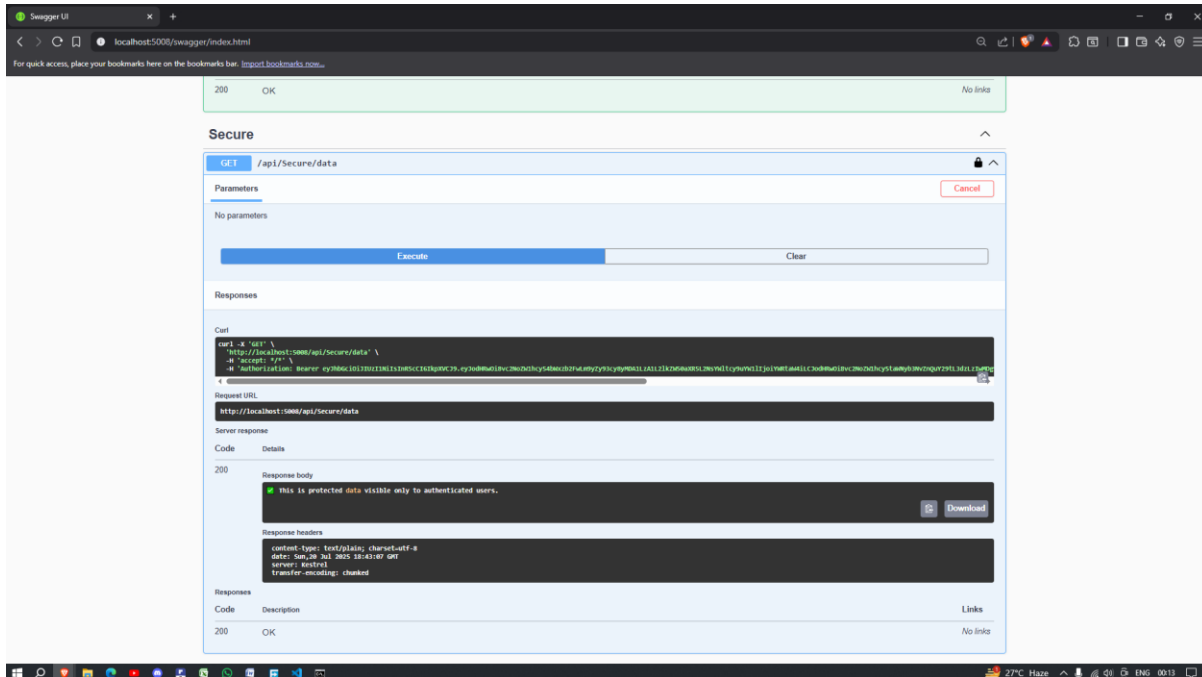 Swagger UI
localhost:5008/swagger/index.html
For quick access, place your bookmarks here on the bookmarks bar. Import bookmarks now...
200 OK No links
Secure
GET /api/Secure/data
Parameters Cancel
No parameters
Execute Clear
Responses
Curl
curl -X 'GET' \
'http://localhost:5008/api/Secure/data' \
-H 'accept: */*' \
-H 'Authorization: Bearer
Request URL
http://localhost:5008/api/Secure/data
Server response
Code Details
200
Response body
✅ This is protected data visible only to authenticated users.
Download
Response headers
content-type: text/plain; charset=utf-8
date: Sun,20 Jul 2025 18:43:07 GMT
server: Kestrel
transfer-encoding: chunked
Responses
Code Description Links
200 OK No links
27°C Haze ENG 00:13